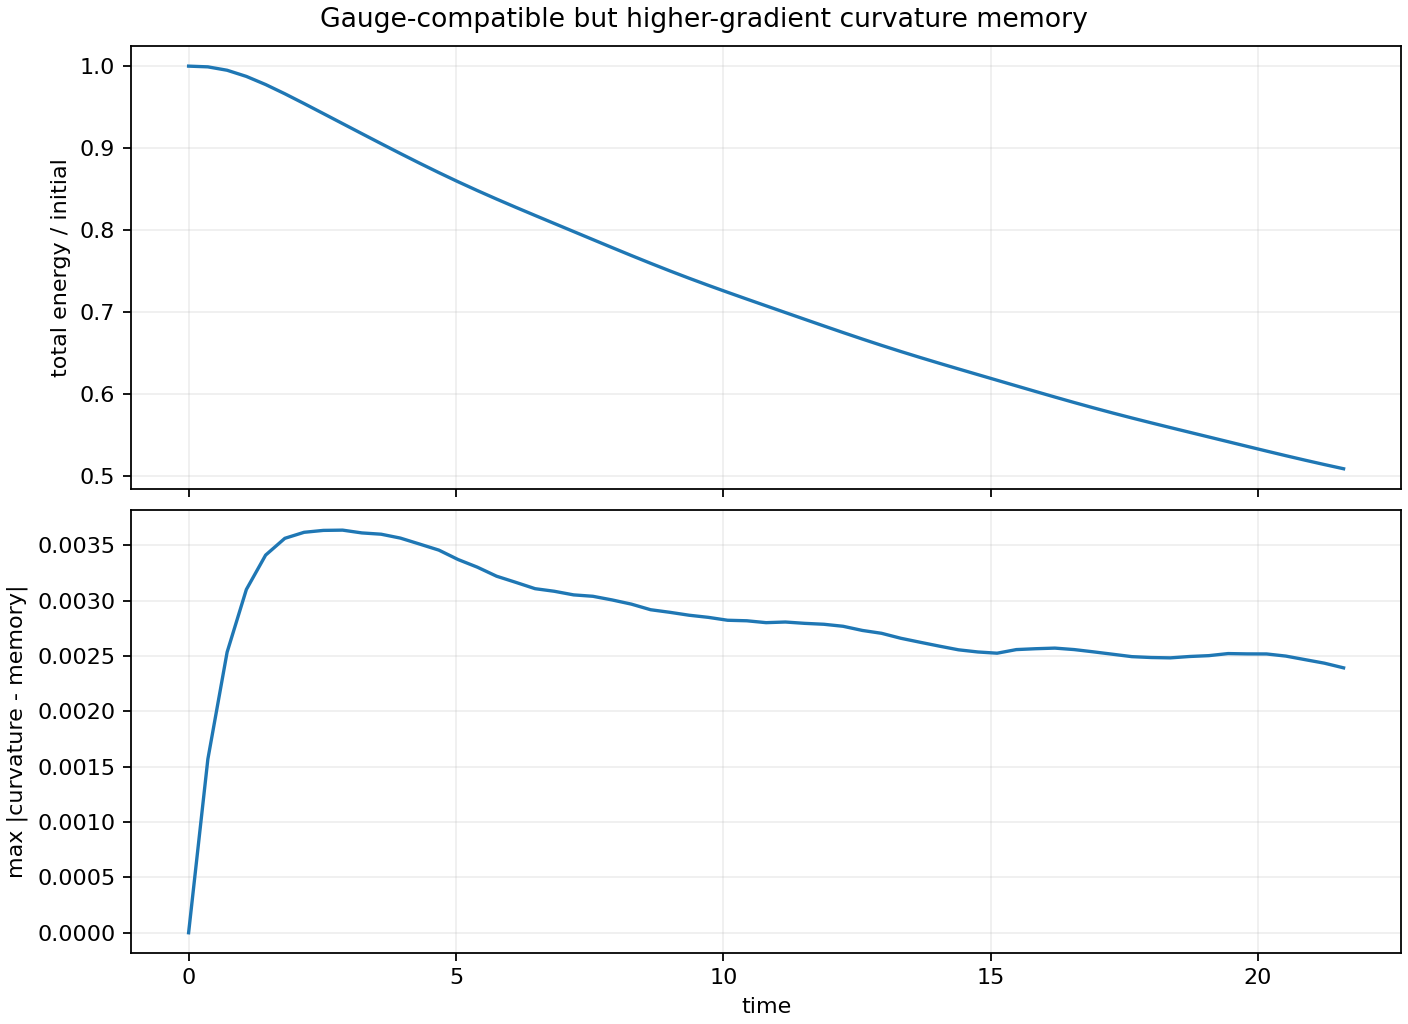 Gauge-compatible but higher-gradient curvature memory
total energy / initial
1.0
0.9
0.8
0.7
0.6
0.5
max |curvature - memory|
0.0035
0.0030
0.0025
0.0020
0.0015
0.0010
0.0005
0.0000
0 5 10 15 20
time